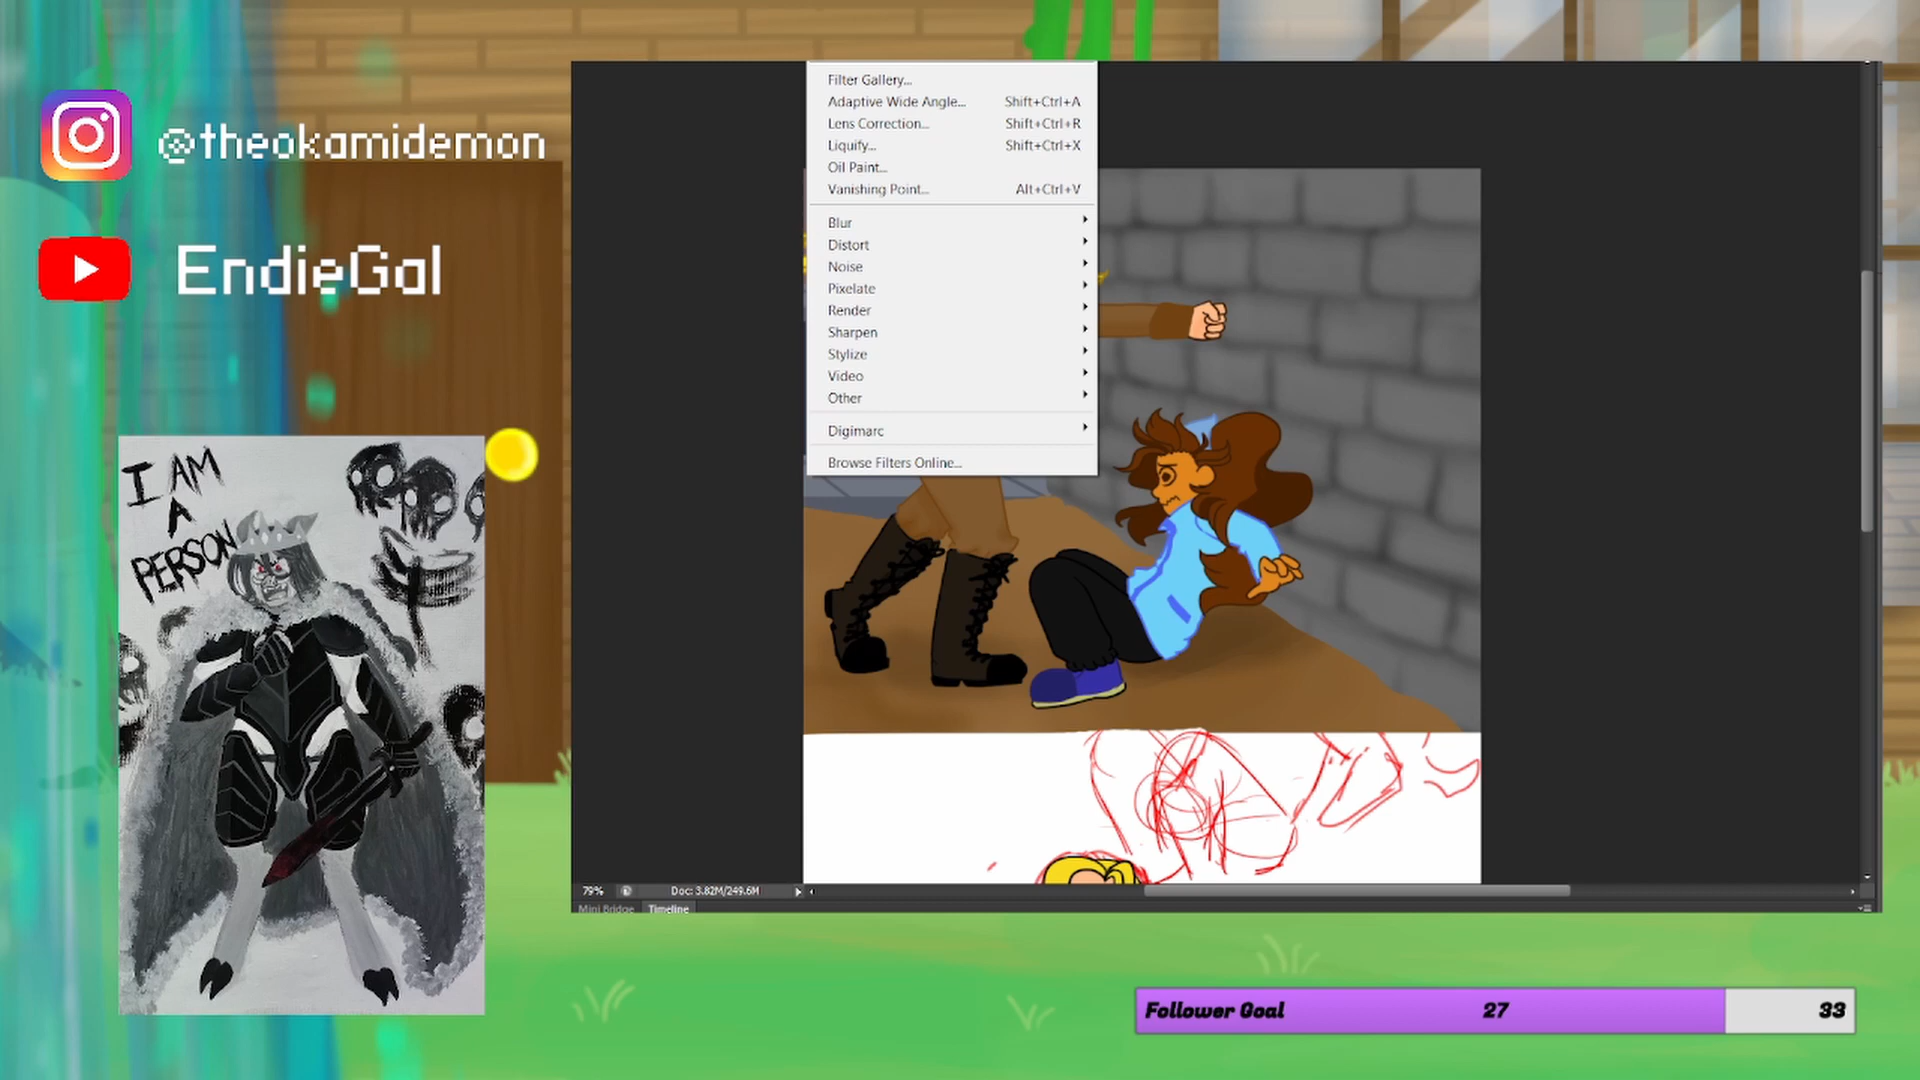 @theokamidemon
EndieGal
I AM
A
PERSON
Filter Gallery...
Adaptive Wide Angle... Shift+Ctrl+A
Lens Correction... Shift+Ctrl+R
Liquify... Shift+Ctrl+X
Oil Paint...
Vanishing Point... Alt+Ctrl+V
Blur
Distort
Noise
Pixelate
Render
Sharpen
Stylize
Video
Other
Digimarc
Browse Filters Online...
79% Doc: 3.82M/249.6M
Mini Bridge Timeline
Follower Goal 27 33